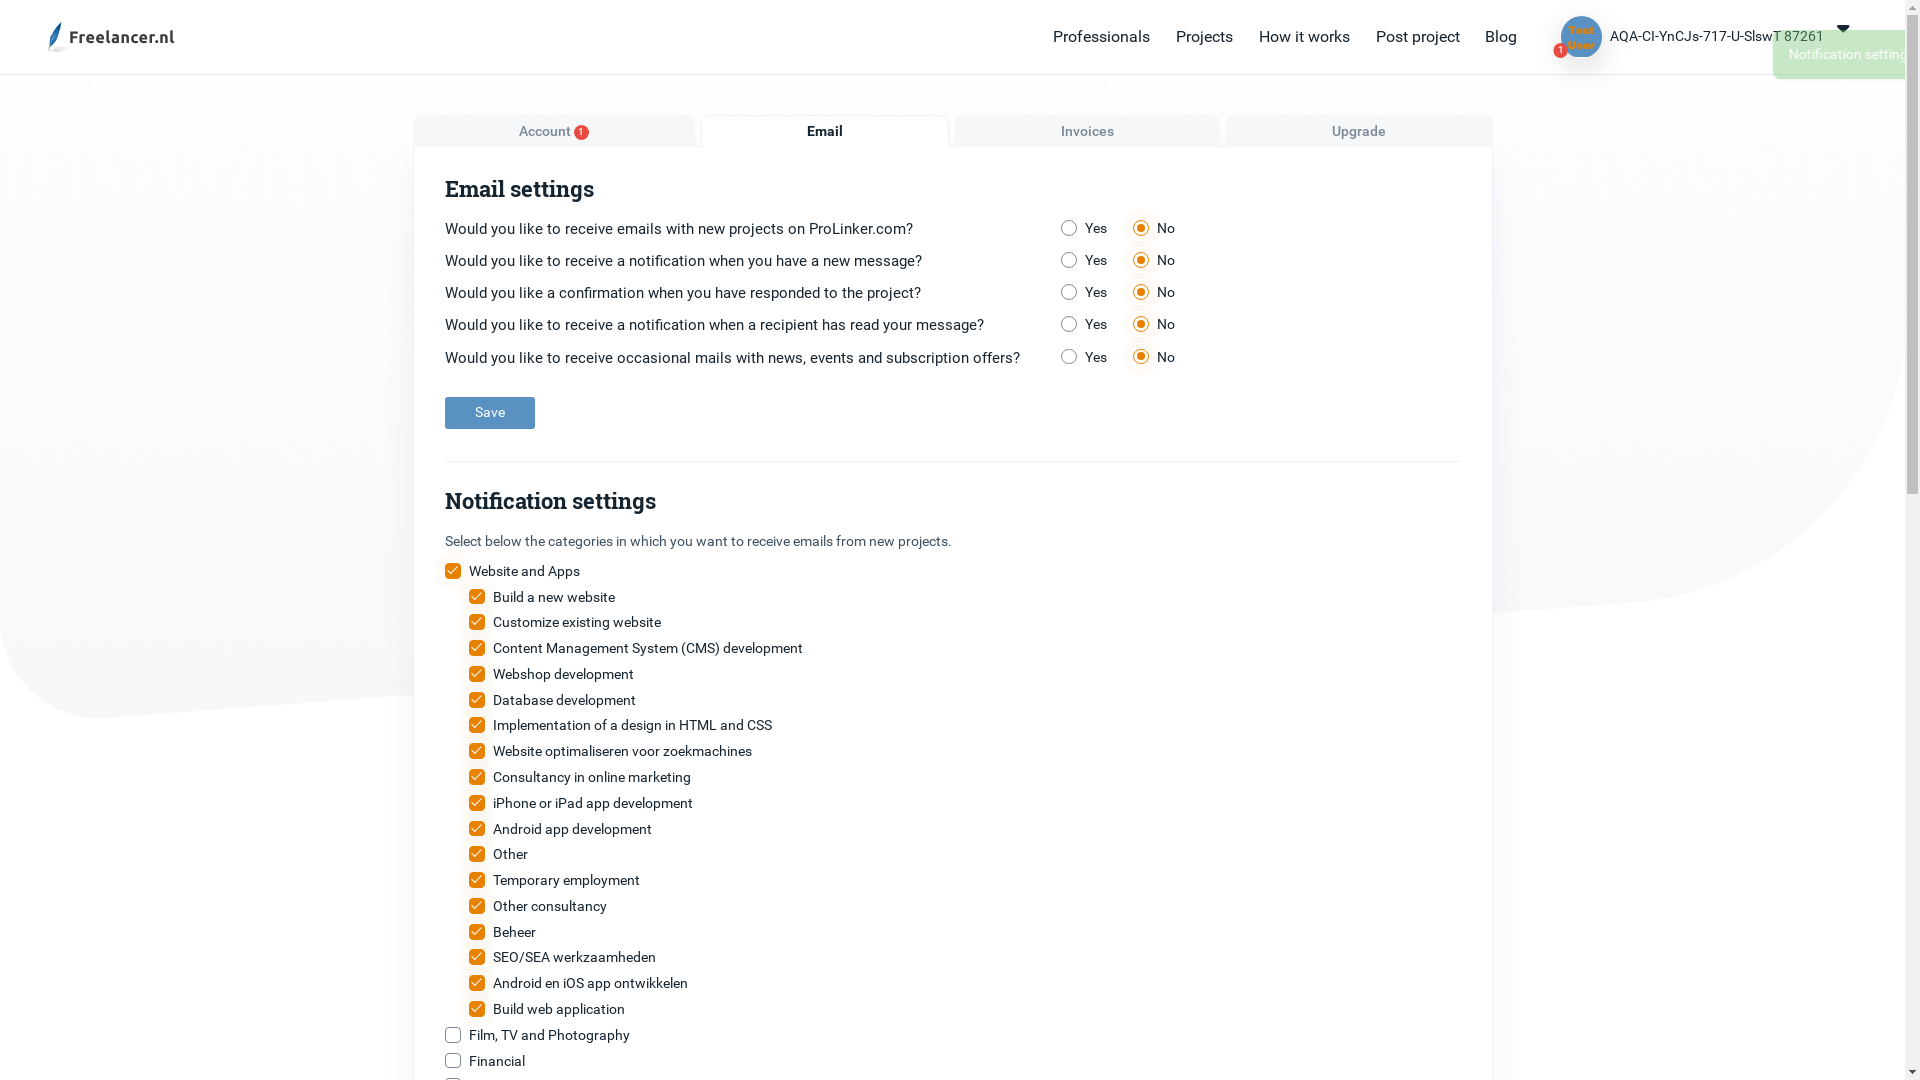 Freelancer.nl
Professionals
Projects
How it works
Post project
Blog
Test
User
1
AQA-CI-YnCJs-717-U-SlswT 87261
Notification setting
Account 1
Email
Invoices
Upgrade
Email settings
Would you like to receive emails with new projects on ProLinker.com? Yes No
Would you like to receive a notification when you have a new message? Yes No
Would you like a confirmation when you have responded to the project? Yes No
Would you like to receive a notification when a recipient has read your message? Yes No
Would you like to receive occasional mails with news, events and subscription offers? Yes No
Save
Notification settings
Select below the categories in which you want to receive emails from new projects.
Website and Apps
Build a new website
Customize existing website
Content Management System (CMS) development
Webshop development
Database development
Implementation of a design in HTML and CSS
Website optimaliseren voor zoekmachines
Consultancy in online marketing
iPhone or iPad app development
Android app development
Other
Temporary employment
Other consultancy
Beheer
SEO/SEA werkzaamheden
Android en iOS app ontwikkelen
Build web application
Film, TV and Photography
Financial